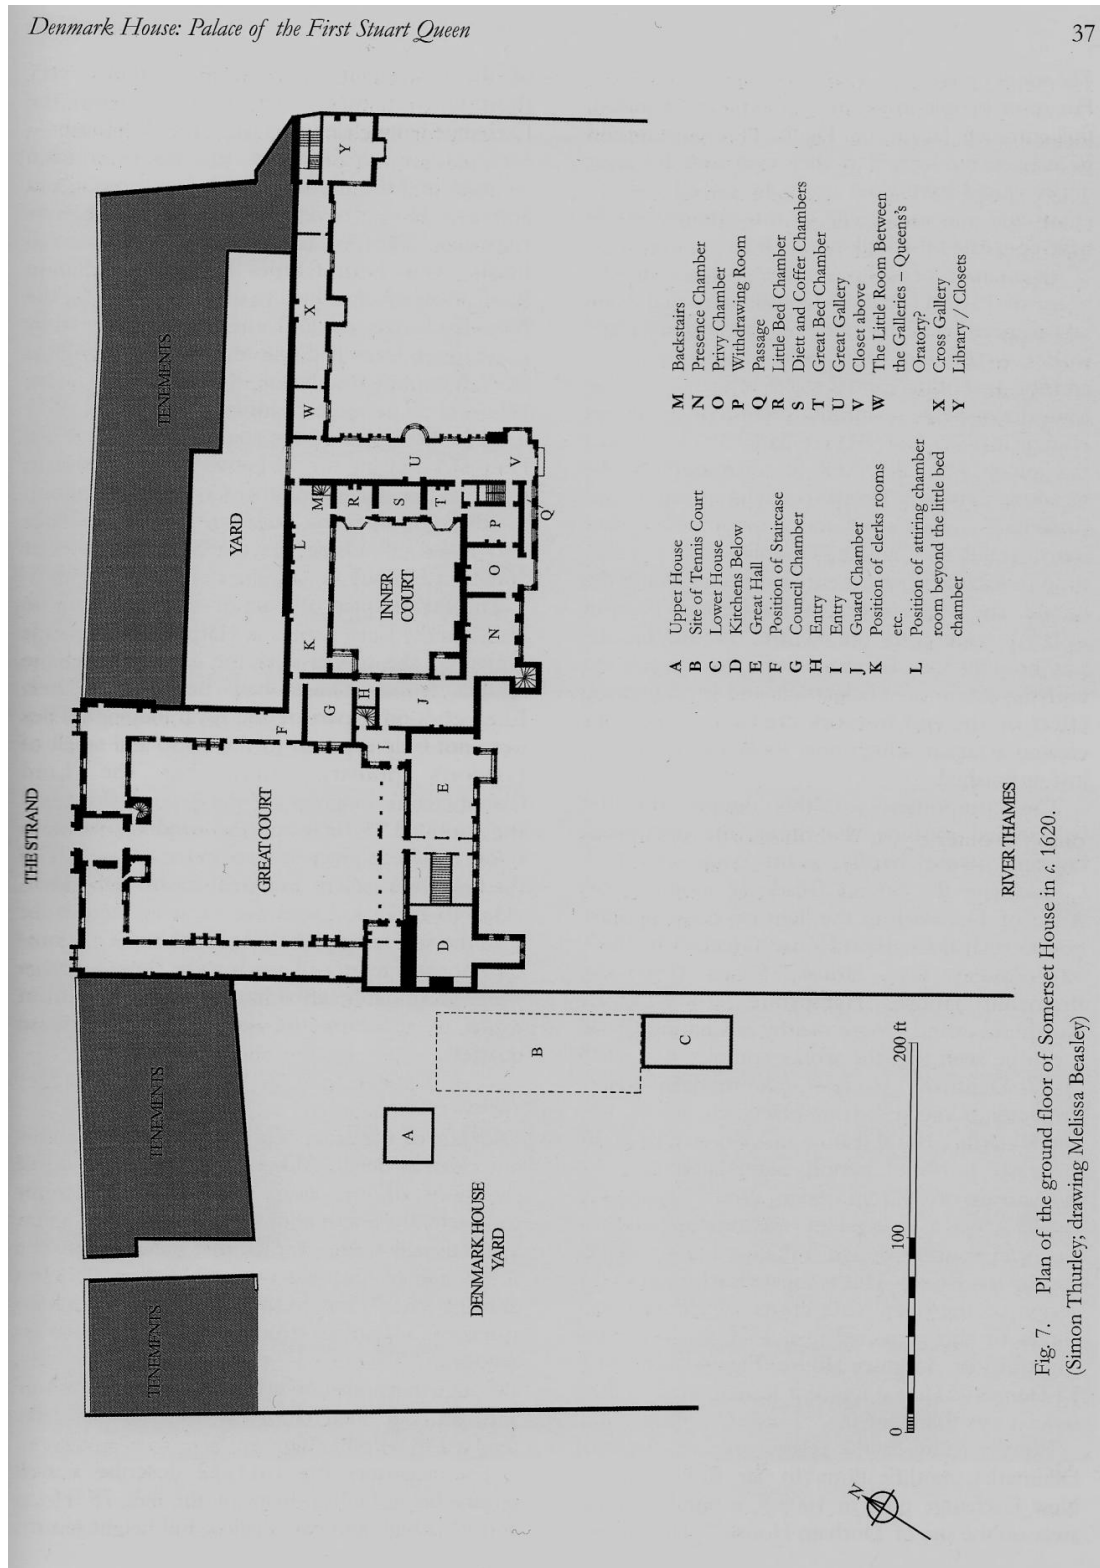 Denmark House: Palace of the First Stuart Queen
37
THE STRAND
TENEMENTS
TENEMENTS
TENEMENTS
YARD
GREAT COURT
INNER
COURT
DENMARK HOUSE
YARD
RIVER THAMES
A
B
C
D
E
F
G
H
I
J
K
L
M
N
O
P
Q
R
S
T
U
V
W
X
Y
A Upper House
B Site of Tennis Court
C Lower House
D Kitchens Below
E Great Hall
F Position of Staircase
G Council Chamber
H Entry
I Entry
J Guard Chamber
K Position of clerks rooms
etc.
L Position of attiring chamber
room beyond the little bed
chamber
M Backstairs
N Presence Chamber
O Privy Chamber
P Withdrawing Room
Q Passage
R Little Bed Chamber
S Diett and Coffer Chambers
T Great Bed Chamber
U Great Gallery
V Closet above
W The Little Room Between
the Galleries – Queens's
Oratory?
X Cross Gallery
Y Library / Closets
0 100 200 ft
N
Fig. 7. Plan of the ground floor of Somerset House in c. 1620.
(Simon Thurley; drawing Melissa Beasley)